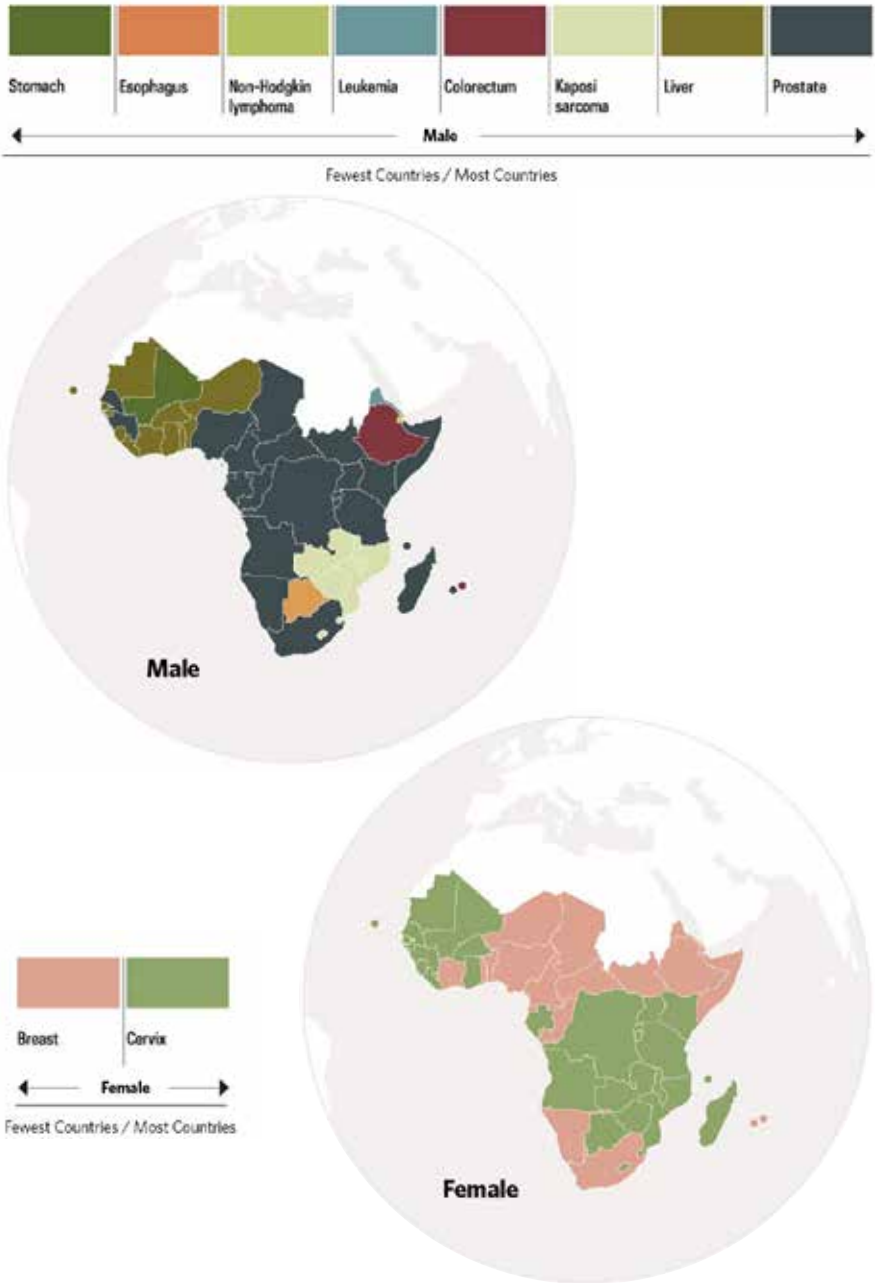 Stomach
Esophagus
Non-Hodgkin
lymphoma
Leukemia
Colorectum
Kaposi
sarcoma
Liver
Prostate
Male
Fewest Countries / Most Countries
Male
Breast
Cervix
Female
Fewest Countries / Most Countries
Female